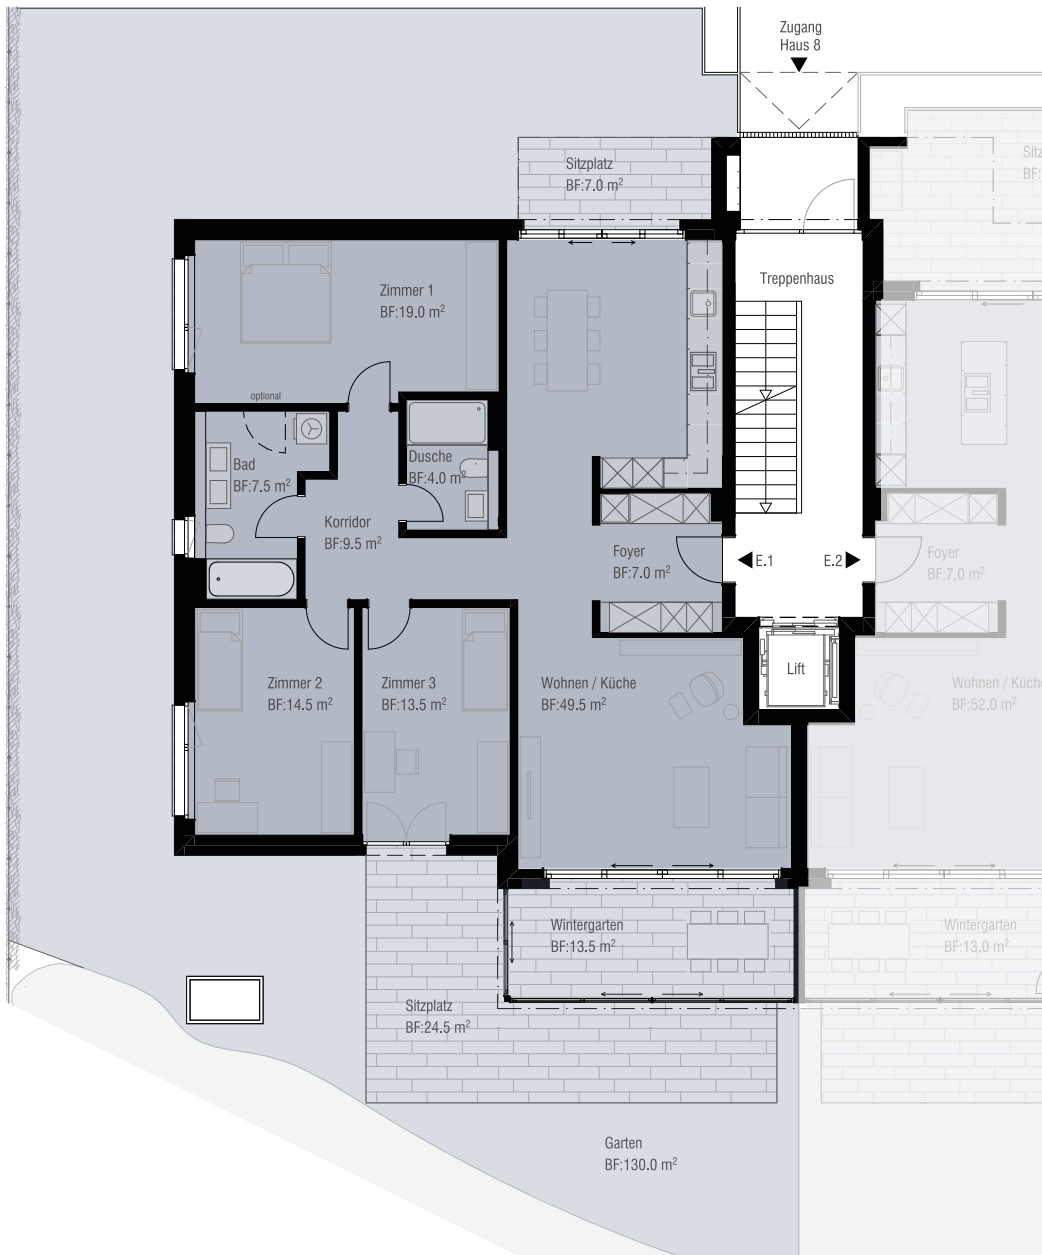 Zugang
Haus 8
Sitzplatz
BF:7.0 m²
Sitz
BF:
Treppenhaus
Zimmer 1
BF:19.0 m²
optional
Bad
BF:7.5 m²
Dusche
BF:4.0 m²
Korridor
BF:9.5 m²
Foyer
BF:7.0 m²
E.1
E.2
Foyer
BF:7.0 m²
Zimmer 2
BF:14.5 m²
Zimmer 3
BF:13.5 m²
Wohnen / Küche
BF:49.5 m²
Lift
Wohnen / Küche
BF:52.0 m²
Wintergarten
BF:13.5 m²
Wintergarten
BF:13.0 m²
Sitzplatz
BF:24.5 m²
Garten
BF:130.0 m²